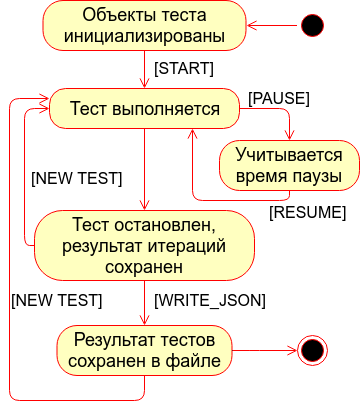 Объекты теста
инициализированы
[START]
Тест выполняется
[PAUSE]
Учитывается
время паузы
[NEW TEST]
[RESUME]
Тест остановлен,
результат итераций
сохранен
[NEW TEST]
[WRITE_JSON]
Результат тестов
сохранен в файле